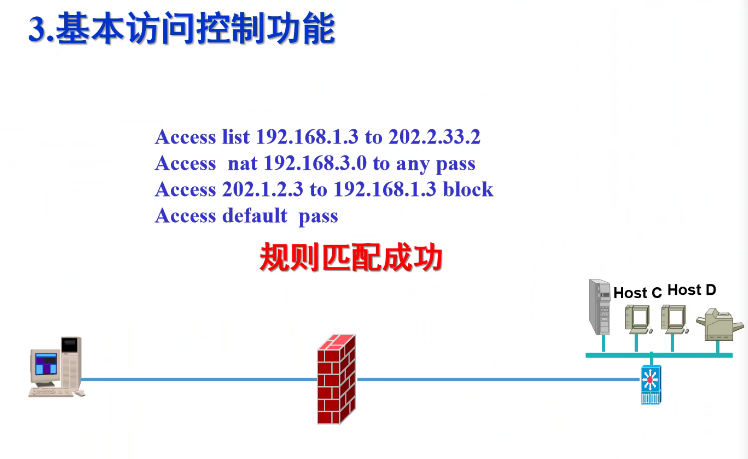 3.基本访问控制功能
Access list 192.168.1.3 to 202.2.33.2
Access nat 192.168.3.0 to any pass
Access 202.1.2.3 to 192.168.1.3 block
Access default pass
规则匹配成功
Host C Host D